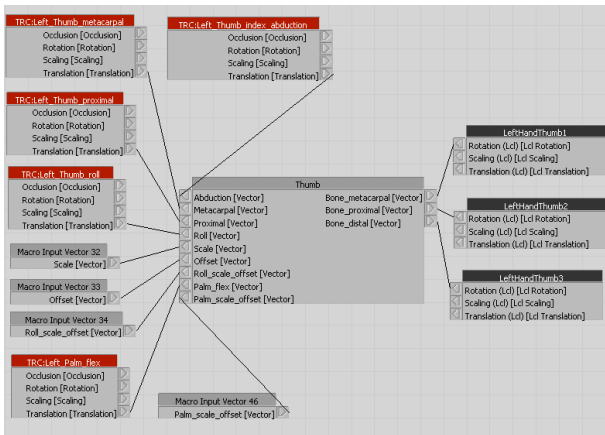 TRC:Left_Thumb_metacarpal
Occlusion [Occlusion]
Rotation [Rotation]
Scaling [Scaling]
Translation [Translation]
TRC:Left_Thumb_index_abduction
Occlusion [Occlusion]
Rotation [Rotation]
Scaling [Scaling]
Translation [Translation]
TRC:Left_Thumb_proximal
Occlusion [Occlusion]
Rotation [Rotation]
Scaling [Scaling]
Translation [Translation]
TRC:Left_Thumb_roll
Occlusion [Occlusion]
Rotation [Rotation]
Scaling [Scaling]
Translation [Translation]
Macro Input Vector 32
Scale [Vector]
Macro Input Vector 33
Offset [Vector]
Macro Input Vector 34
Roll_scale_offset [Vector]
TRC:Left_Palm_flex
Occlusion [Occlusion]
Rotation [Rotation]
Scaling [Scaling]
Translation [Translation]
Thumb
Abduction [Vector] Bone_metacarpal [Vector]
Metacarpal [Vector] Bone_proximal [Vector]
Proximal [Vector] Bone_distal [Vector]
Roll [Vector]
Scale [Vector]
Offset [Vector]
Roll_scale_offset [Vector]
Palm_flex [Vector]
Palm_scale_offset [Vector]
Macro Input Vector 46
Palm_scale_offset [Vector]
LeftHandThumb1
Rotation (Lcl) [Lcl Rotation]
Scaling (Lcl) [Lcl Scaling]
Translation (Lcl) [Lcl Translation]
LeftHandThumb2
Rotation (Lcl) [Lcl Rotation]
Scaling (Lcl) [Lcl Scaling]
Translation (Lcl) [Lcl Translation]
LeftHandThumb3
Rotation (Lcl) [Lcl Rotation]
Scaling (Lcl) [Lcl Scaling]
Translation (Lcl) [Lcl Translation]